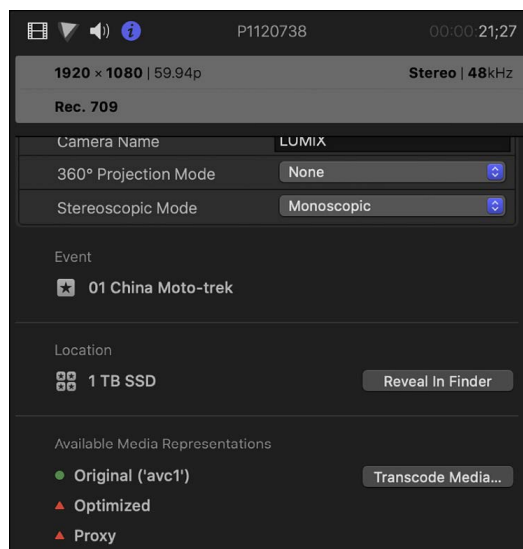 P1120738 00:00:21;27
1920 × 1080 | 59.94p Stereo | 48kHz
Rec. 709
Camera Name LUMIX
360° Projection Mode None
Stereoscopic Mode Monoscopic
Event
01 China Moto-trek
Location
1 TB SSD Reveal In Finder
Available Media Representations
Original ('avc1') Transcode Media...
Optimized
Proxy